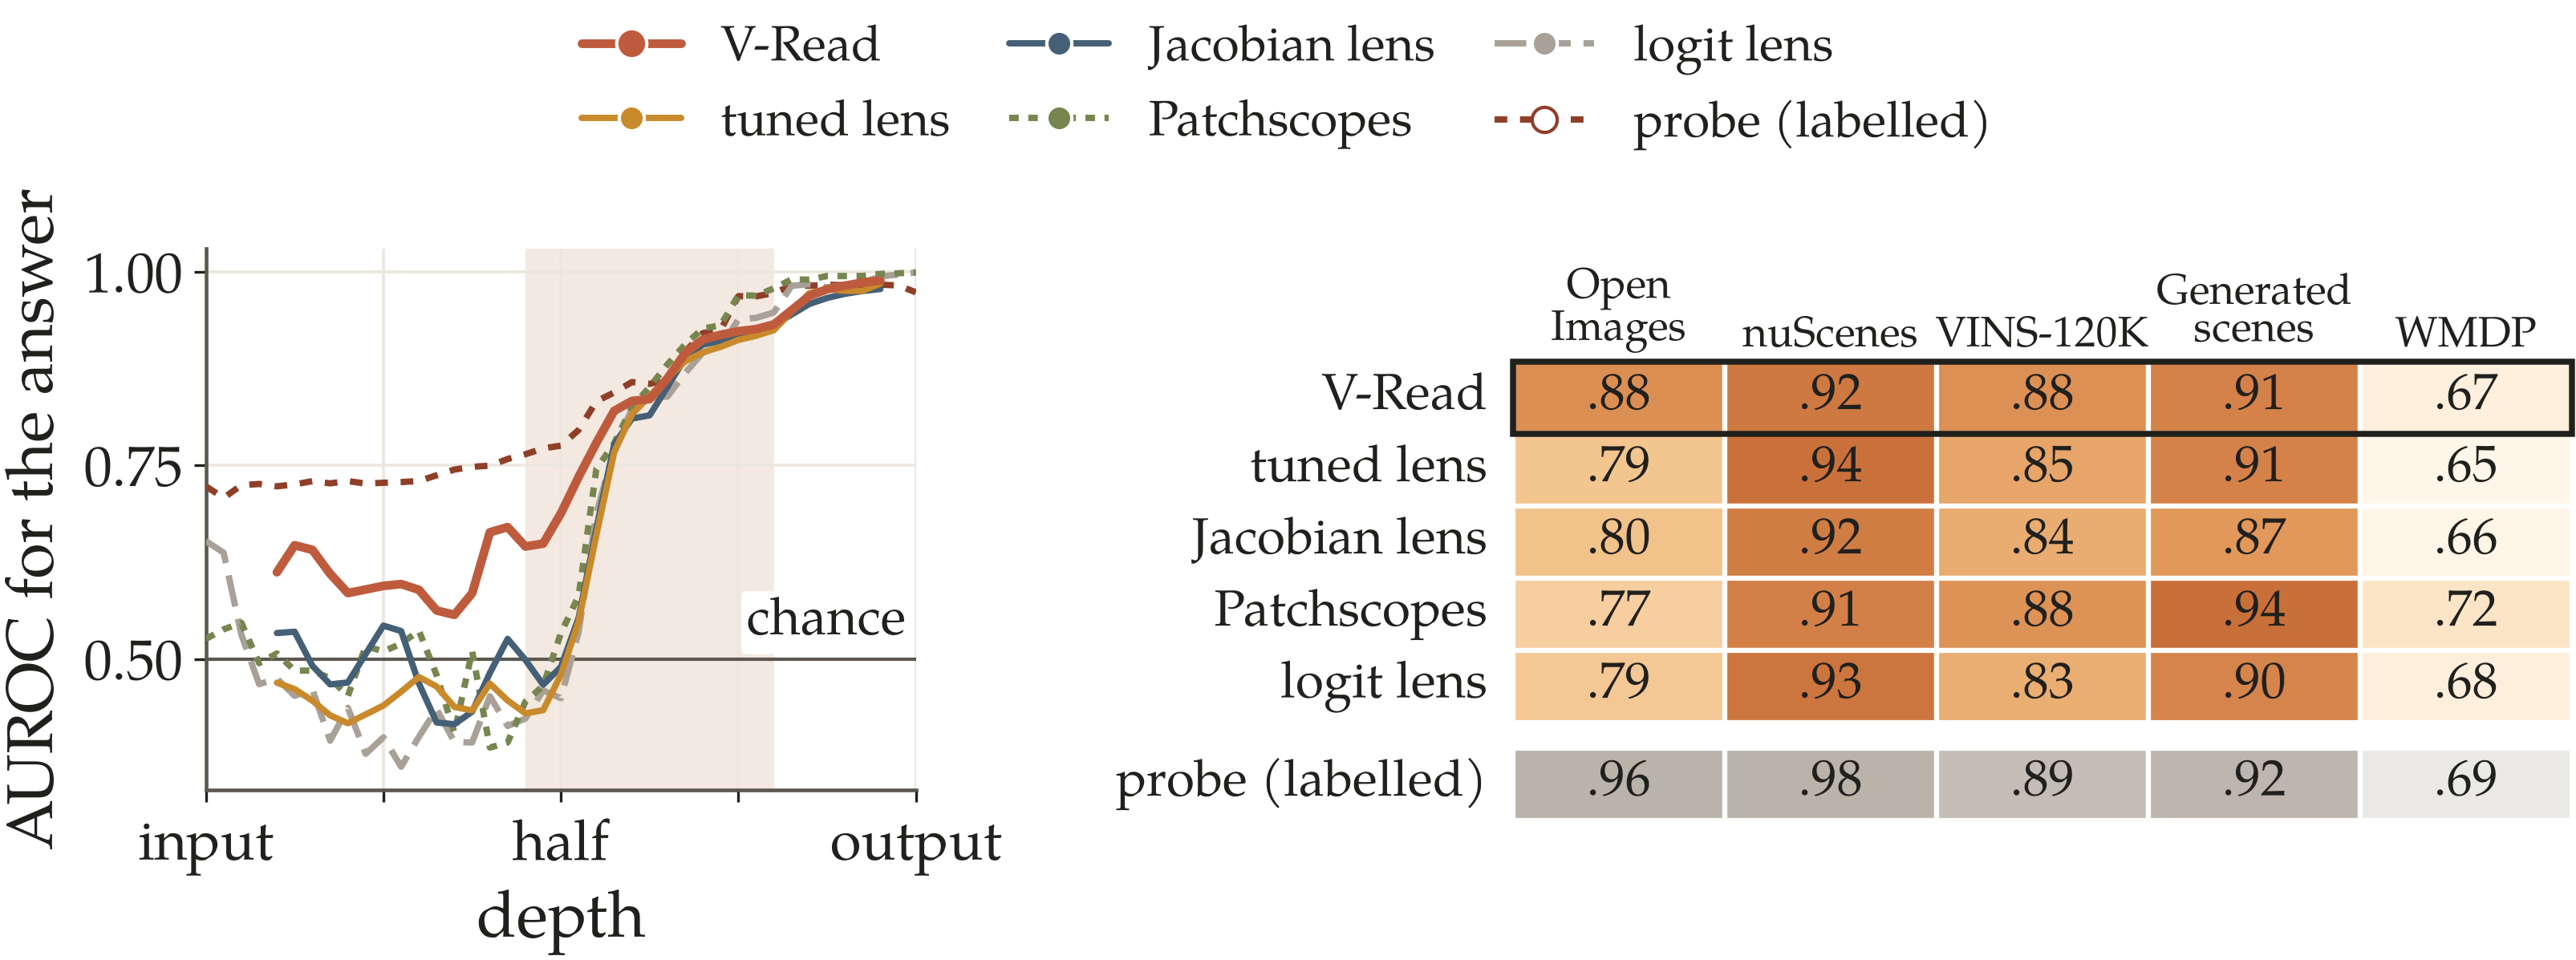 V-Read
Jacobian lens
logit lens
tuned lens
Patchscopes
probe (labelled)
AUROC for the answer
1.00
0.75
0.50
chance
input
half
output
depth
Open
Images
nuScenes
VINS-120K
Generated
scenes
WMDP
V-Read .88 .92 .88 .91 .67
tuned lens .79 .94 .85 .91 .65
Jacobian lens .80 .92 .84 .87 .66
Patchscopes .77 .91 .88 .94 .72
logit lens .79 .93 .83 .90 .68
probe (labelled) .96 .98 .89 .92 .69